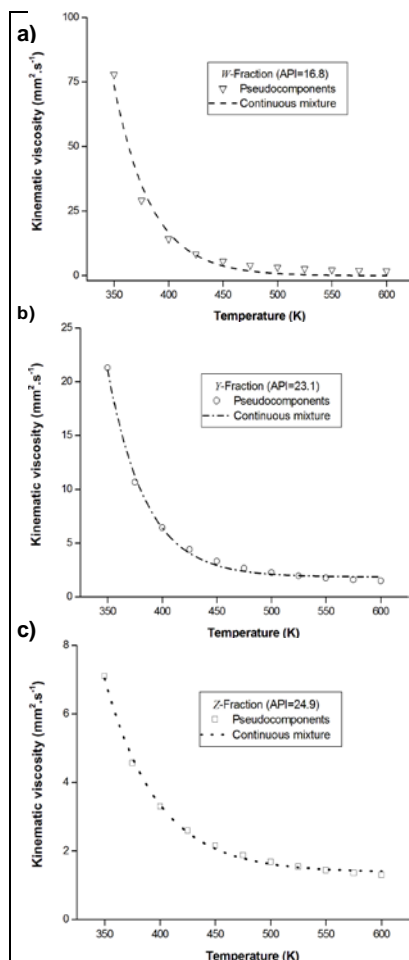 a)
100
75
50
25
0
Kinematic viscosity (mm².s⁻¹)
W-Fraction (API=16.8)
Pseudocomponents
Continuous mixture
350 400 450 500 550 600
Temperature (K)
b)
25
20
15
10
5
0
Kinematic viscosity (mm².s⁻¹)
Y-Fraction (API=23.1)
Pseudocomponents
Continuous mixture
350 400 450 500 550 600
Temperature (K)
c)
8
6
4
2
0
Kinematic viscosity (mm².s⁻¹)
Z-Fraction (API=24.9)
Pseudocomponents
Continuous mixture
350 400 450 500 550 600
Temperature (K)